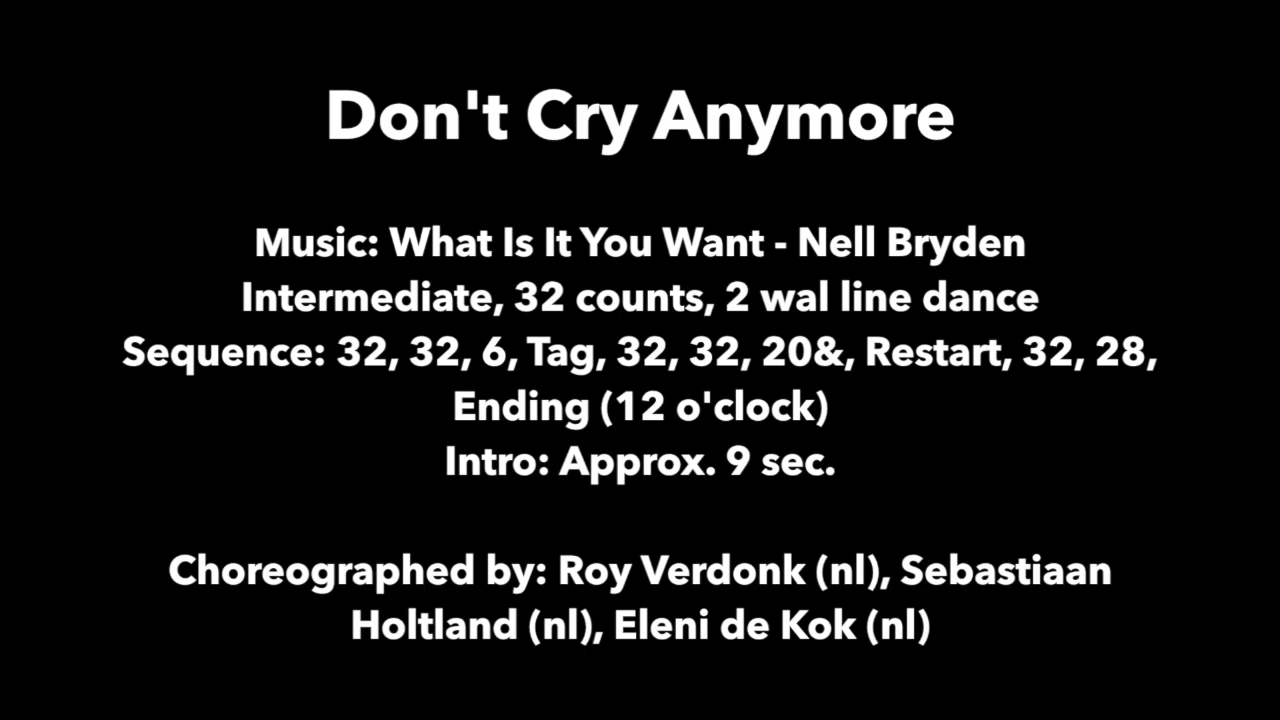 Don't Cry Anymore
Music: What Is It You Want - Nell Bryden
Intermediate, 32 counts, 2 wal line dance
Sequence: 32, 32, 6, Tag, 32, 32, 20&, Restart, 32, 28,
Ending (12 o'clock)
Intro: Approx. 9 sec.
Choreographed by: Roy Verdonk (nl), Sebastiaan
Holtland (nl), Eleni de Kok (nl)